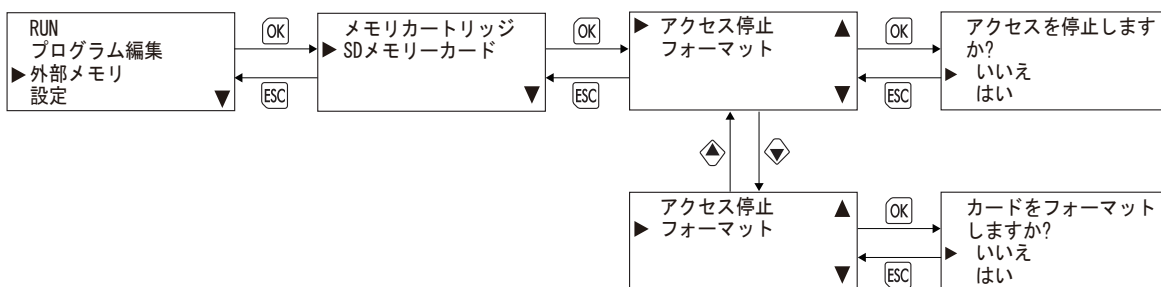 RUN
プログラム編集
▶外部メモリ
設定 ▼
OK
ESC
メモリカートリッジ
▶SDメモリーカード
▼
OK
ESC
▶ アクセス停止 ▲
フォーマット
▼
OK
ESC
アクセスを停止します
か?
▶ いいえ
はい
▲
▼
アクセス停止 ▲
▶ フォーマット
▼
OK
ESC
カードをフォーマット
しますか?
▶ いいえ
はい